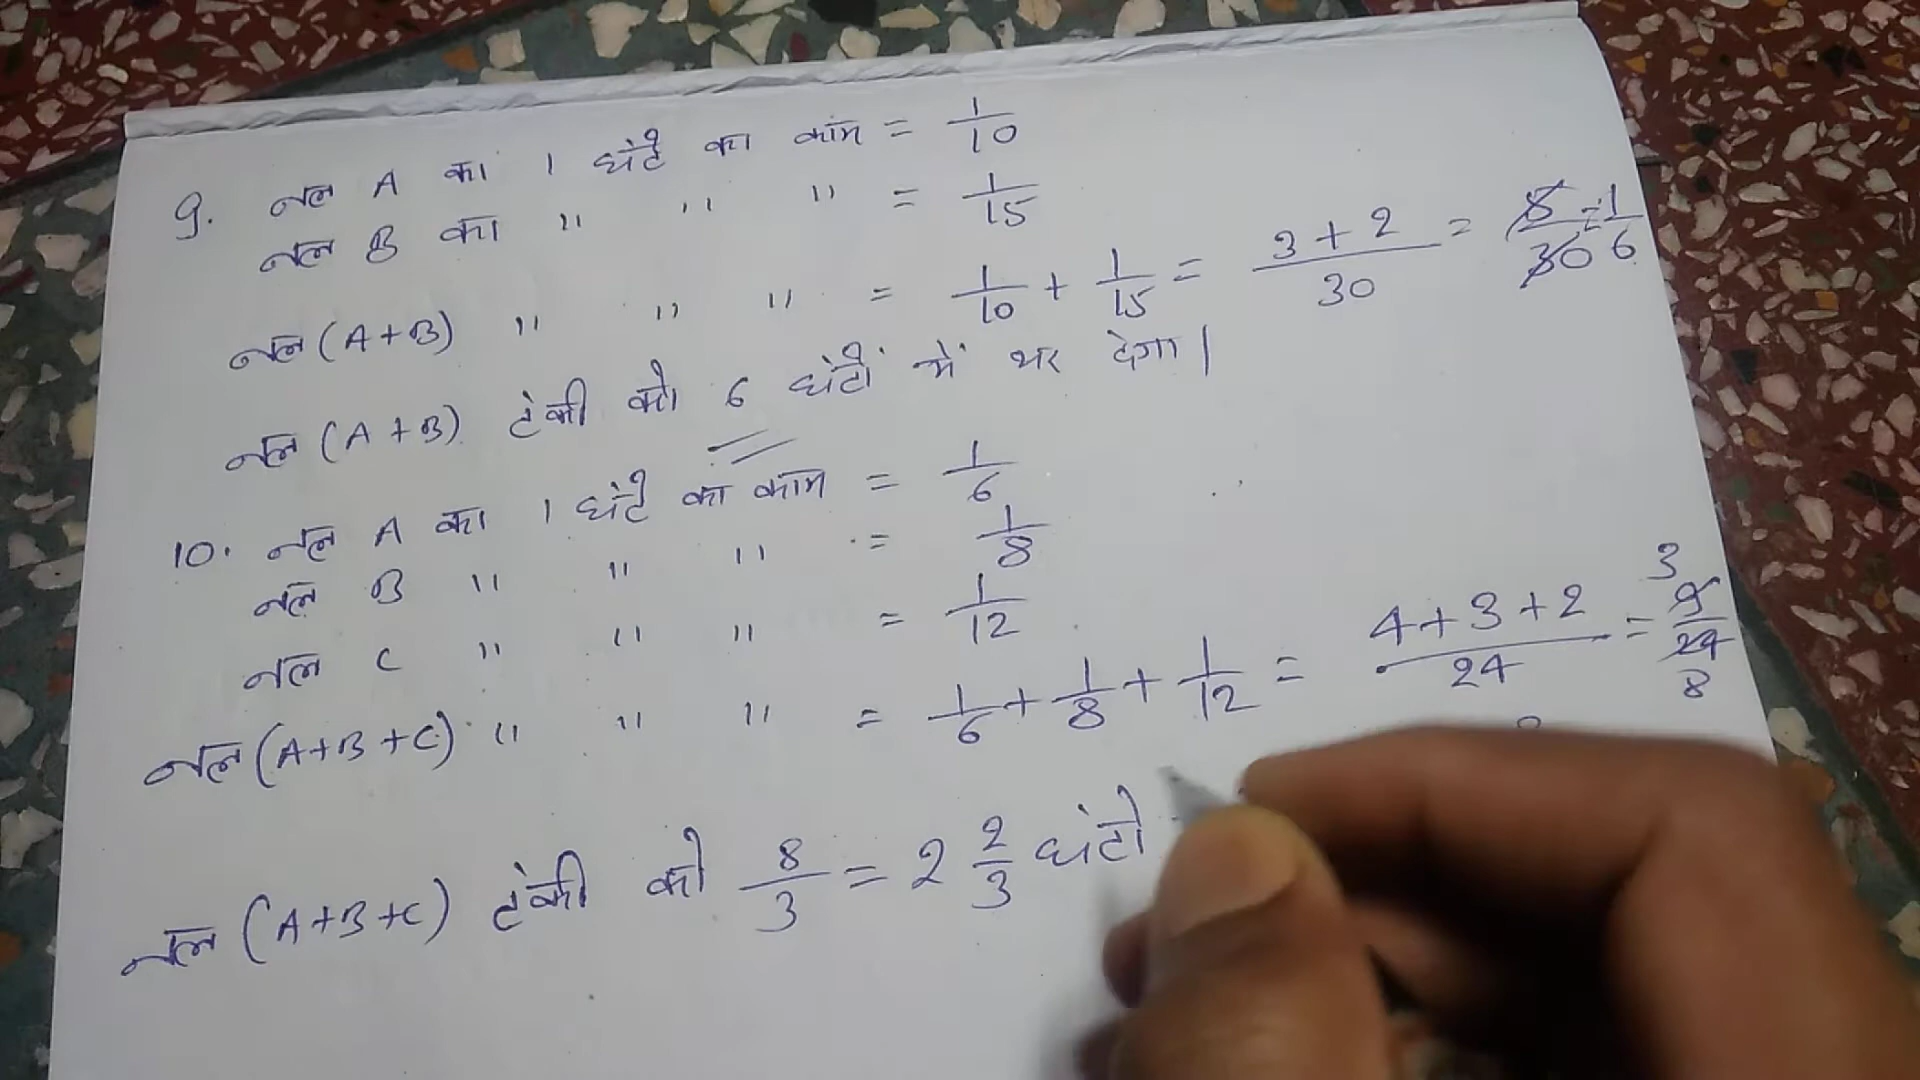 9. नल A का 1 घंटे का काम = 1/10
नल B का " " " = 1/15
नल (A+B) " " " = 1/10 + 1/15 = 3+2/30 = 5/30 = 1/6
नल (A+B) टंकी को 6 घंटों में भर देगा।
10. नल A का 1 घंटे का काम = 1/6
नल B " " " = 1/8
नल C " " " = 1/12
नल (A+B+C) " " " = 1/6 + 1/8 + 1/12 = 4+3+2/24 = 9/24 3 8
नल (A+B+C) टंकी को 8/3 = 2 2/3 घंटो